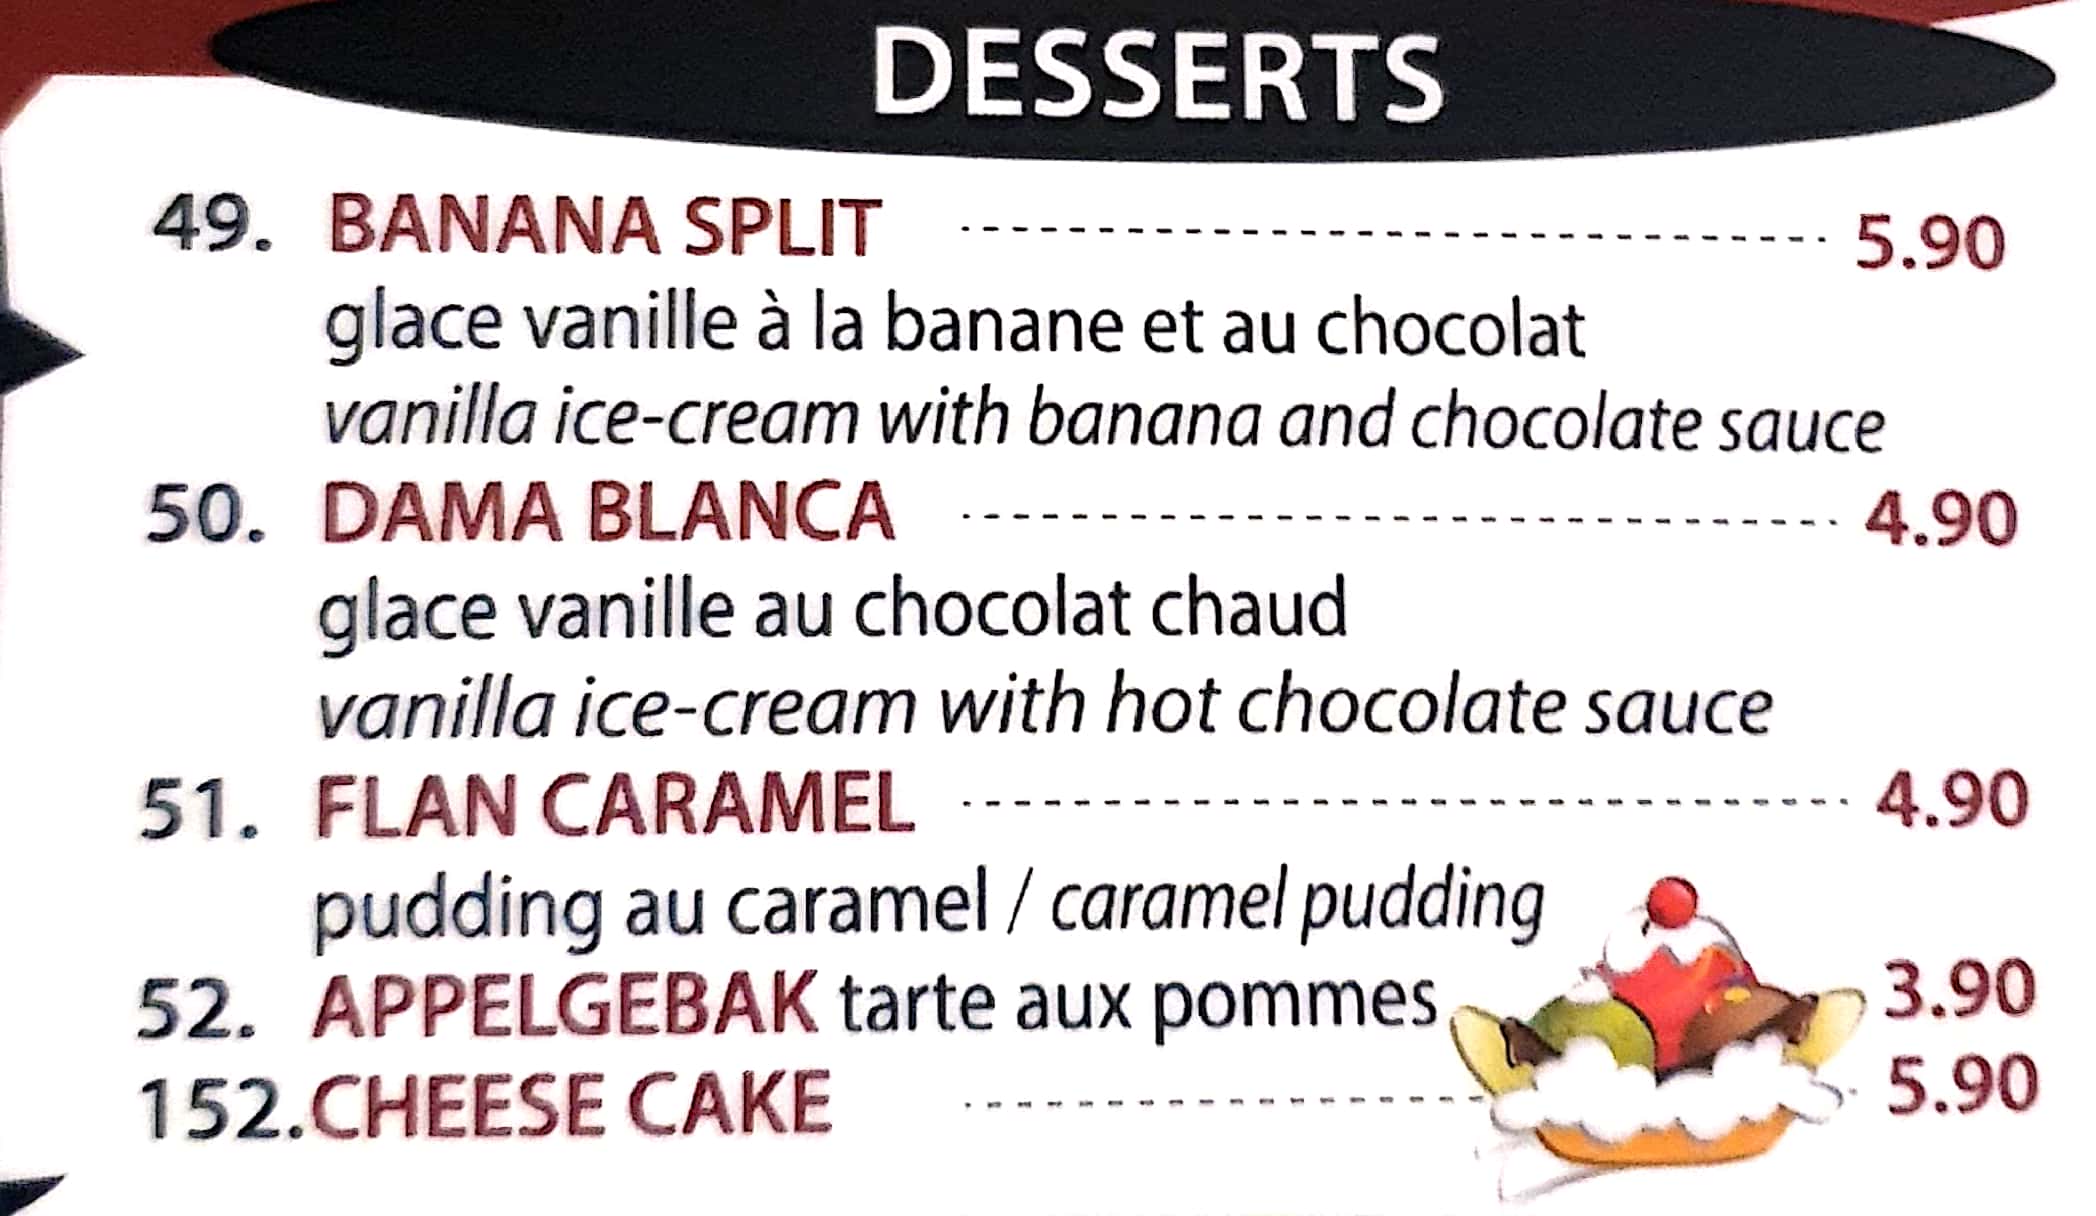 DESSERTS
49. BANANA SPLIT 5.90
glace vanille à la banane et au chocolat
vanilla ice-cream with banana and chocolate sauce
50. DAMA BLANCA 4.90
glace vanille au chocolat chaud
vanilla ice-cream with hot chocolate sauce
51. FLAN CARAMEL 4.90
pudding au caramel / caramel pudding
52. APPELGEBAK tarte aux pommes 3.90
152. CHEESE CAKE 5.90